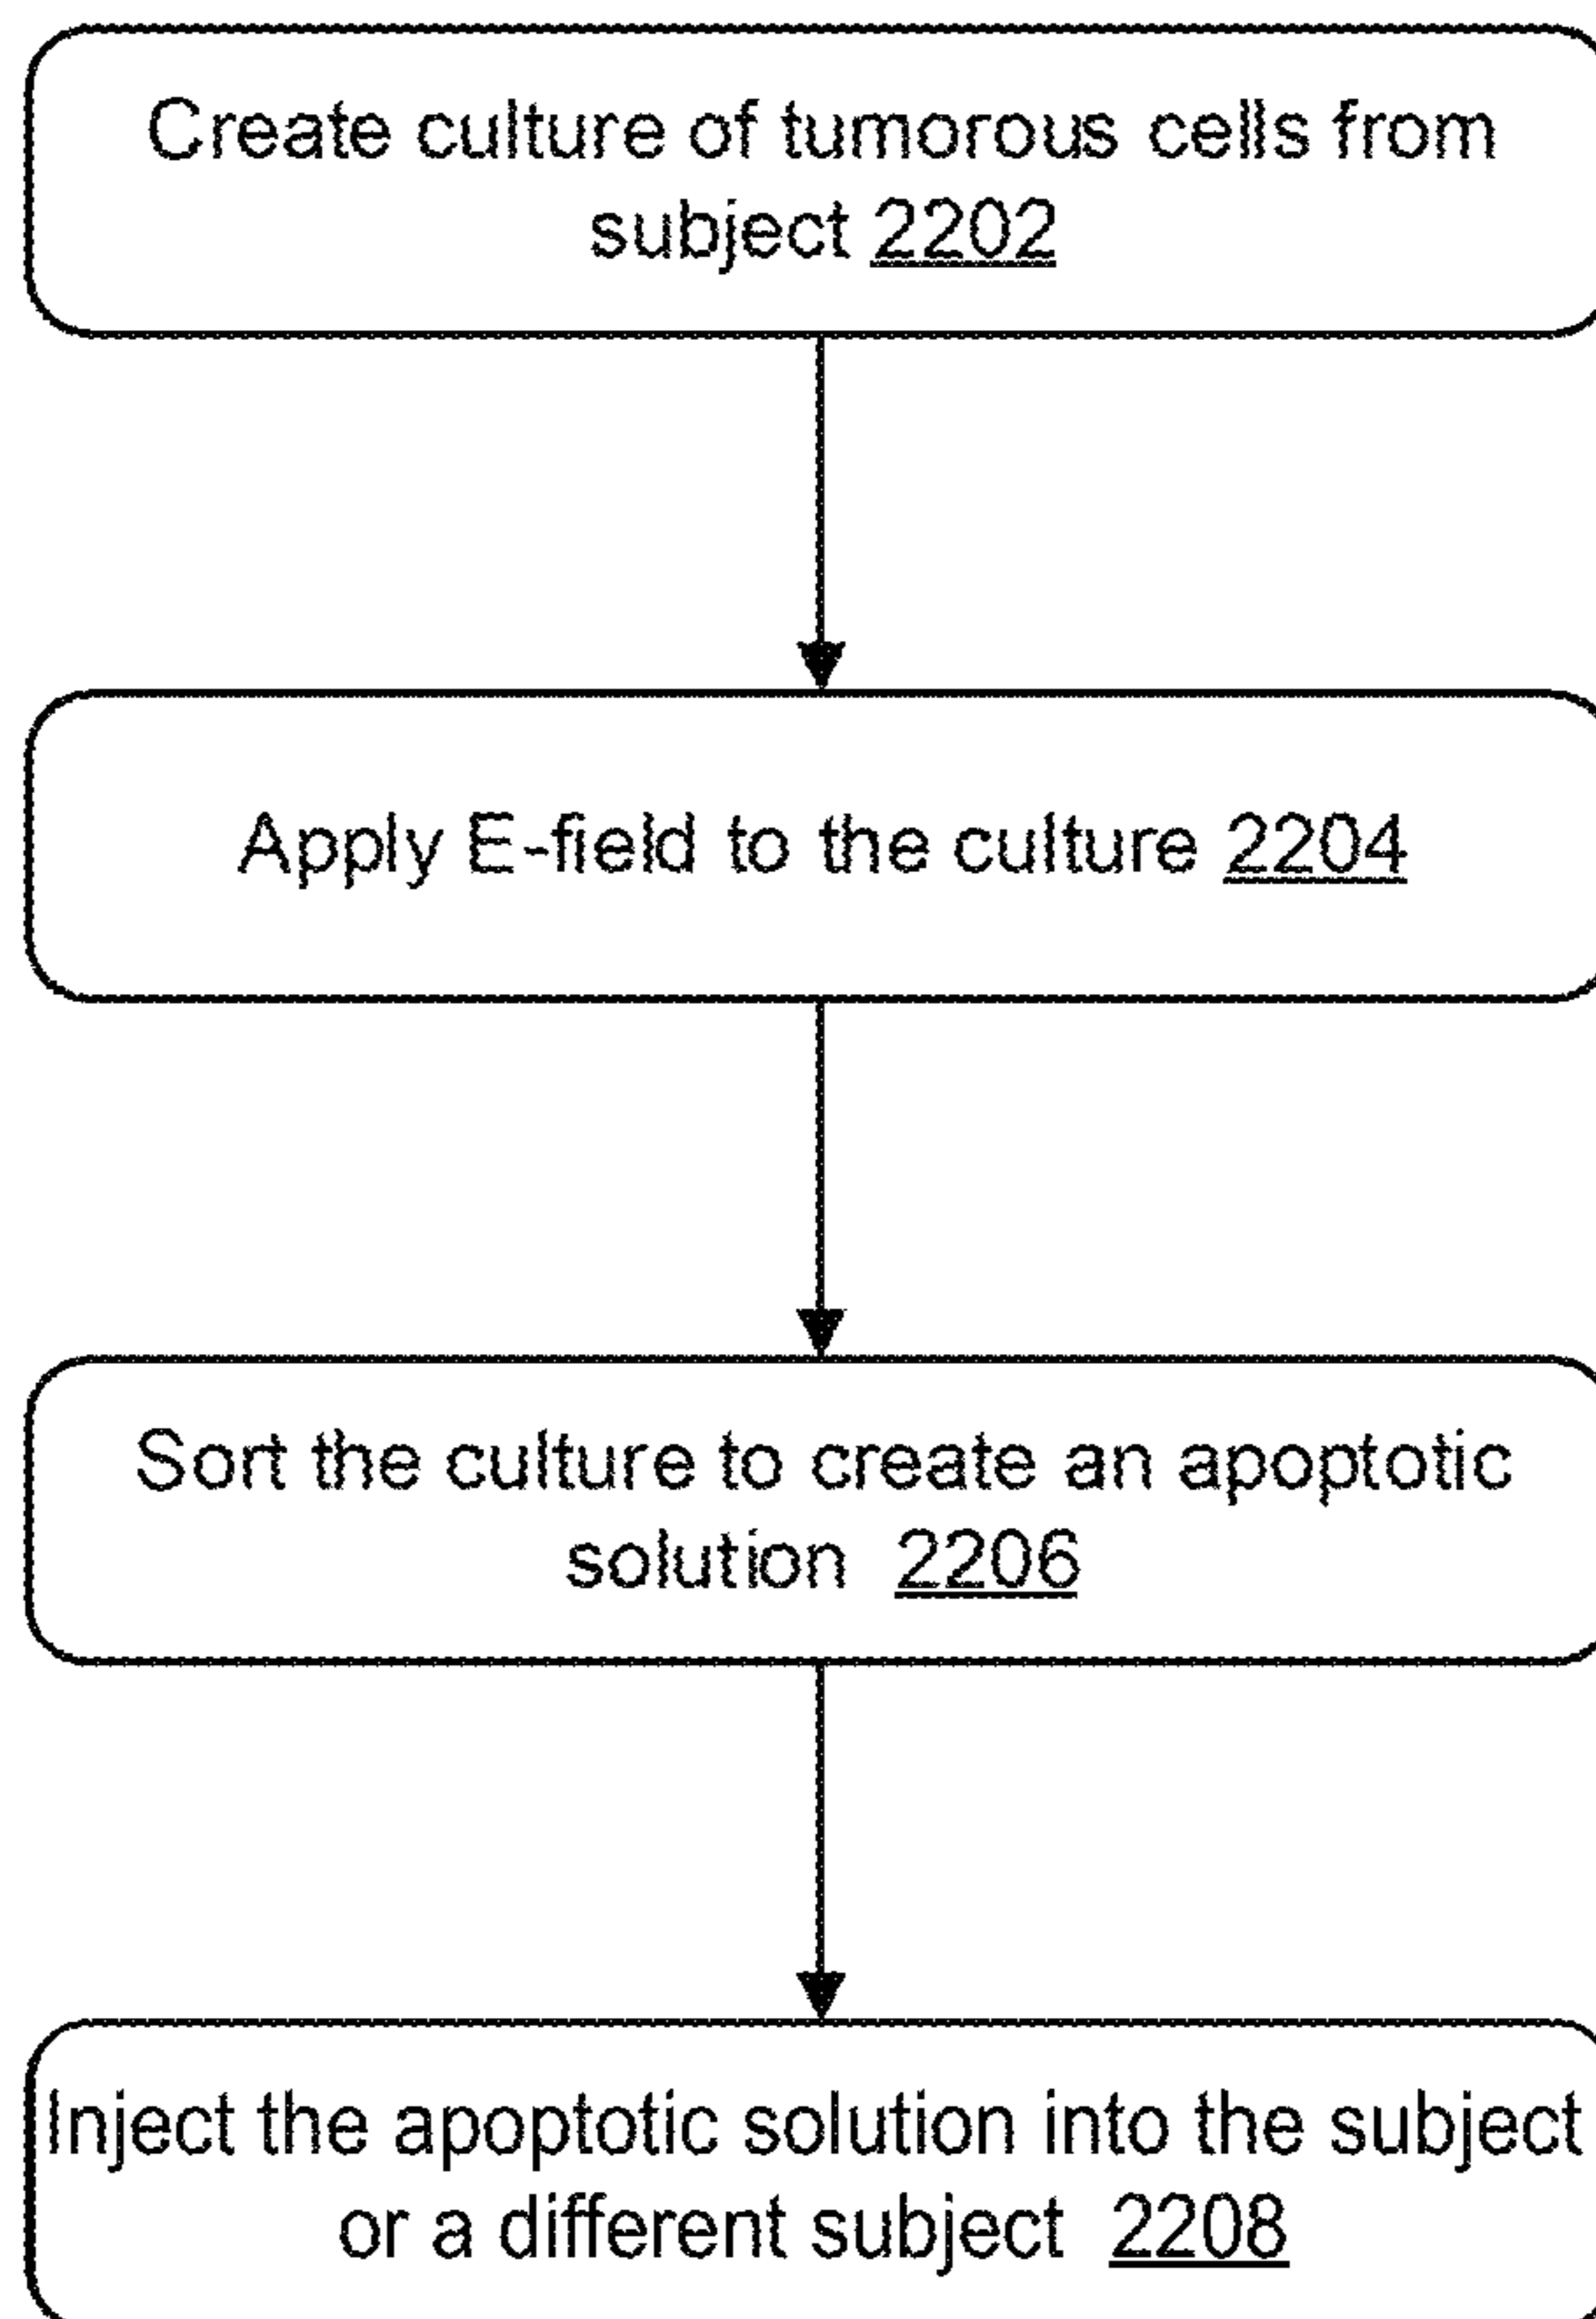 Create culture of tumorous cells from
subject 2202
Apply E-field to the culture 2204
Sort the culture to create an apoptotic
solution 2206
Inject the apoptotic solution into the subject
or a different subject 2208